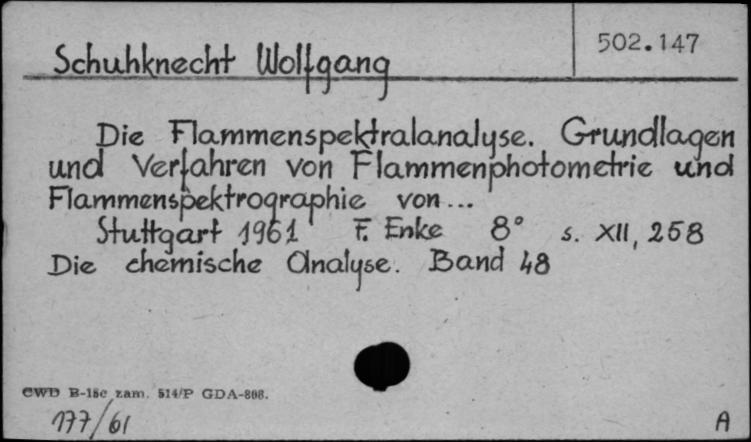 502.147
Schuhknecht Wolfgang
Die Flammenspektralanalyse. Grundlagen
und Verfahren von Flammenphotometrie und
Flammenspektrographie von...
Stuttgart 1961 F. Enke 8° s. XII, 258
Die chemische Analyse. Band 48
CWD B-18c zam. 514/P GDA-808.
177/61
A